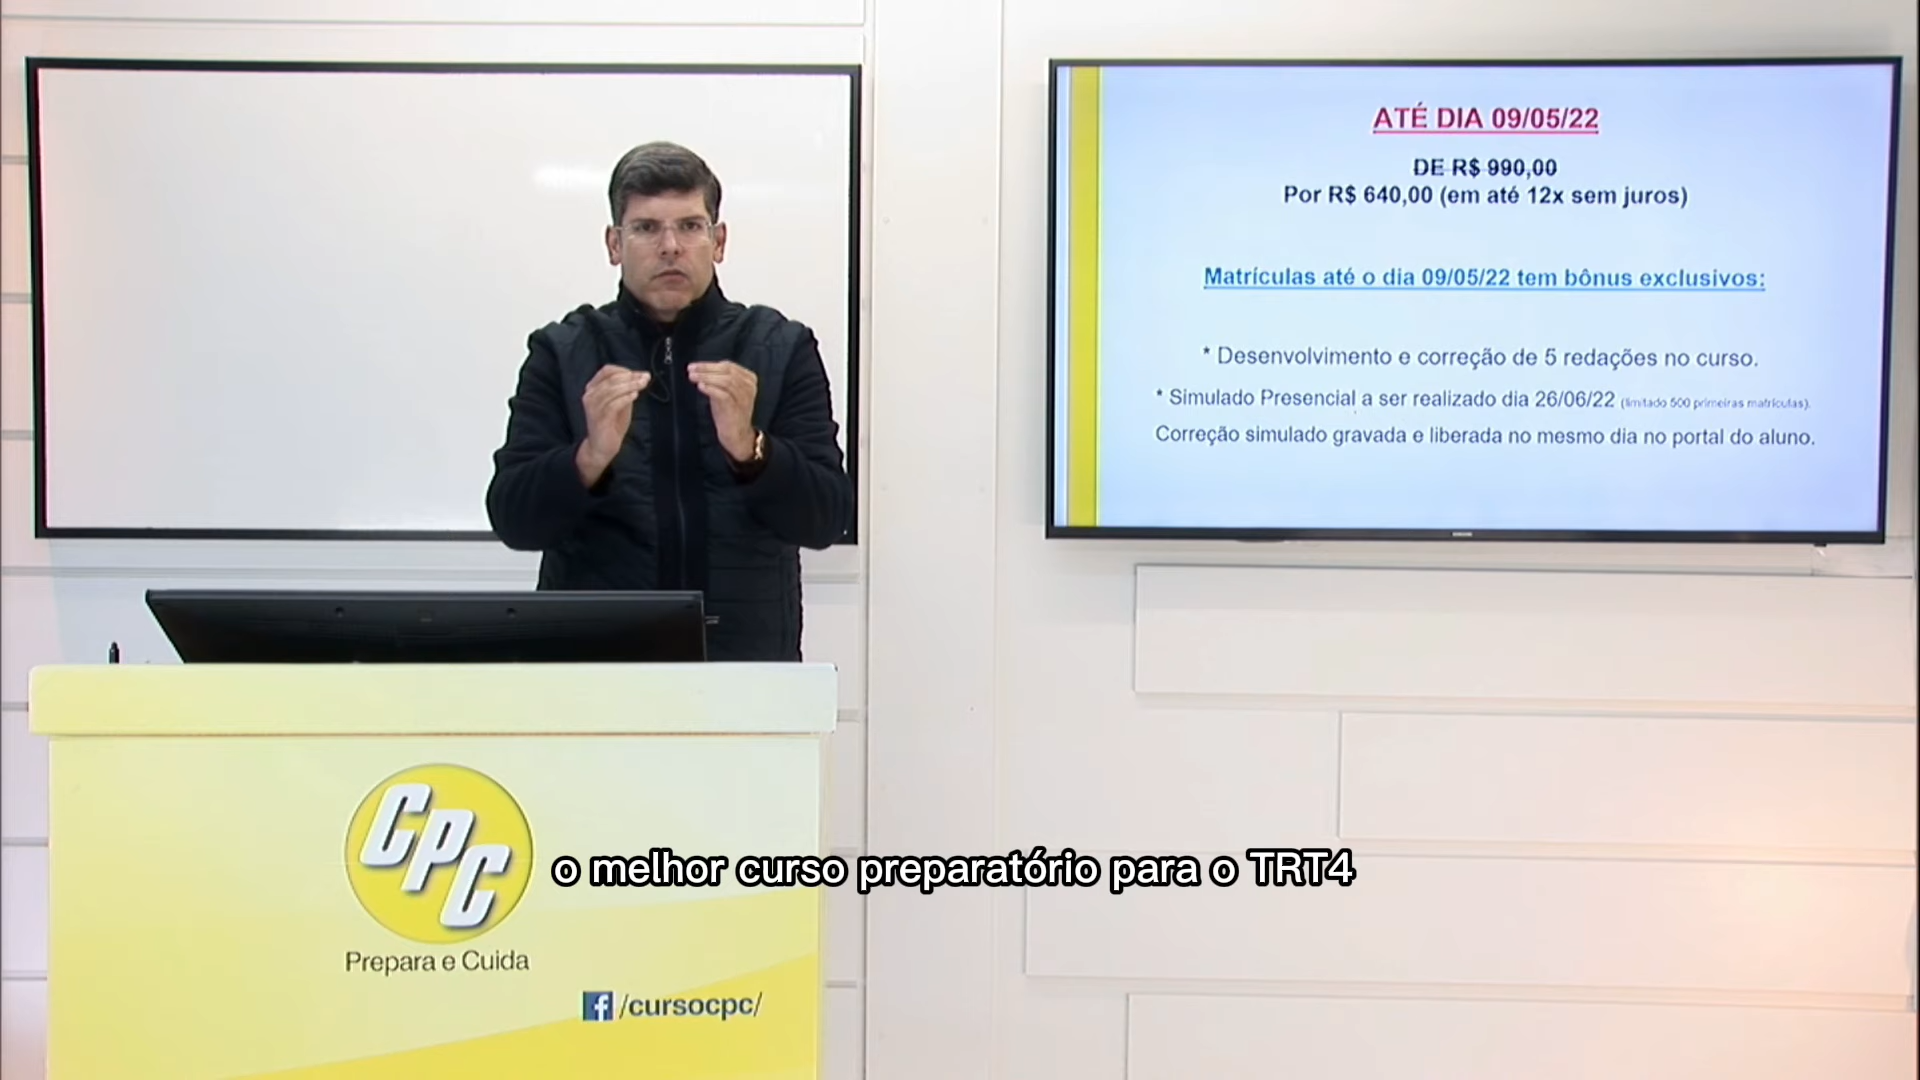 ATÉ DIA 09/05/22
DE R$ 990,00
Por R$ 640,00 (em até 12x sem juros)
Matrículas até o dia 09/05/22 tem bônus exclusivos:
* Desenvolvimento e correção de 5 redações no curso.
* Simulado Presencial a ser realizado dia 26/06/22 (limitado 500 primeiras matrículas).
Correção simulado gravada e liberada no mesmo dia no portal do aluno.
SAMSUNG
CPC
o melhor curso preparatório para o TRT4
Prepara e Cuida
f/cursocpc/